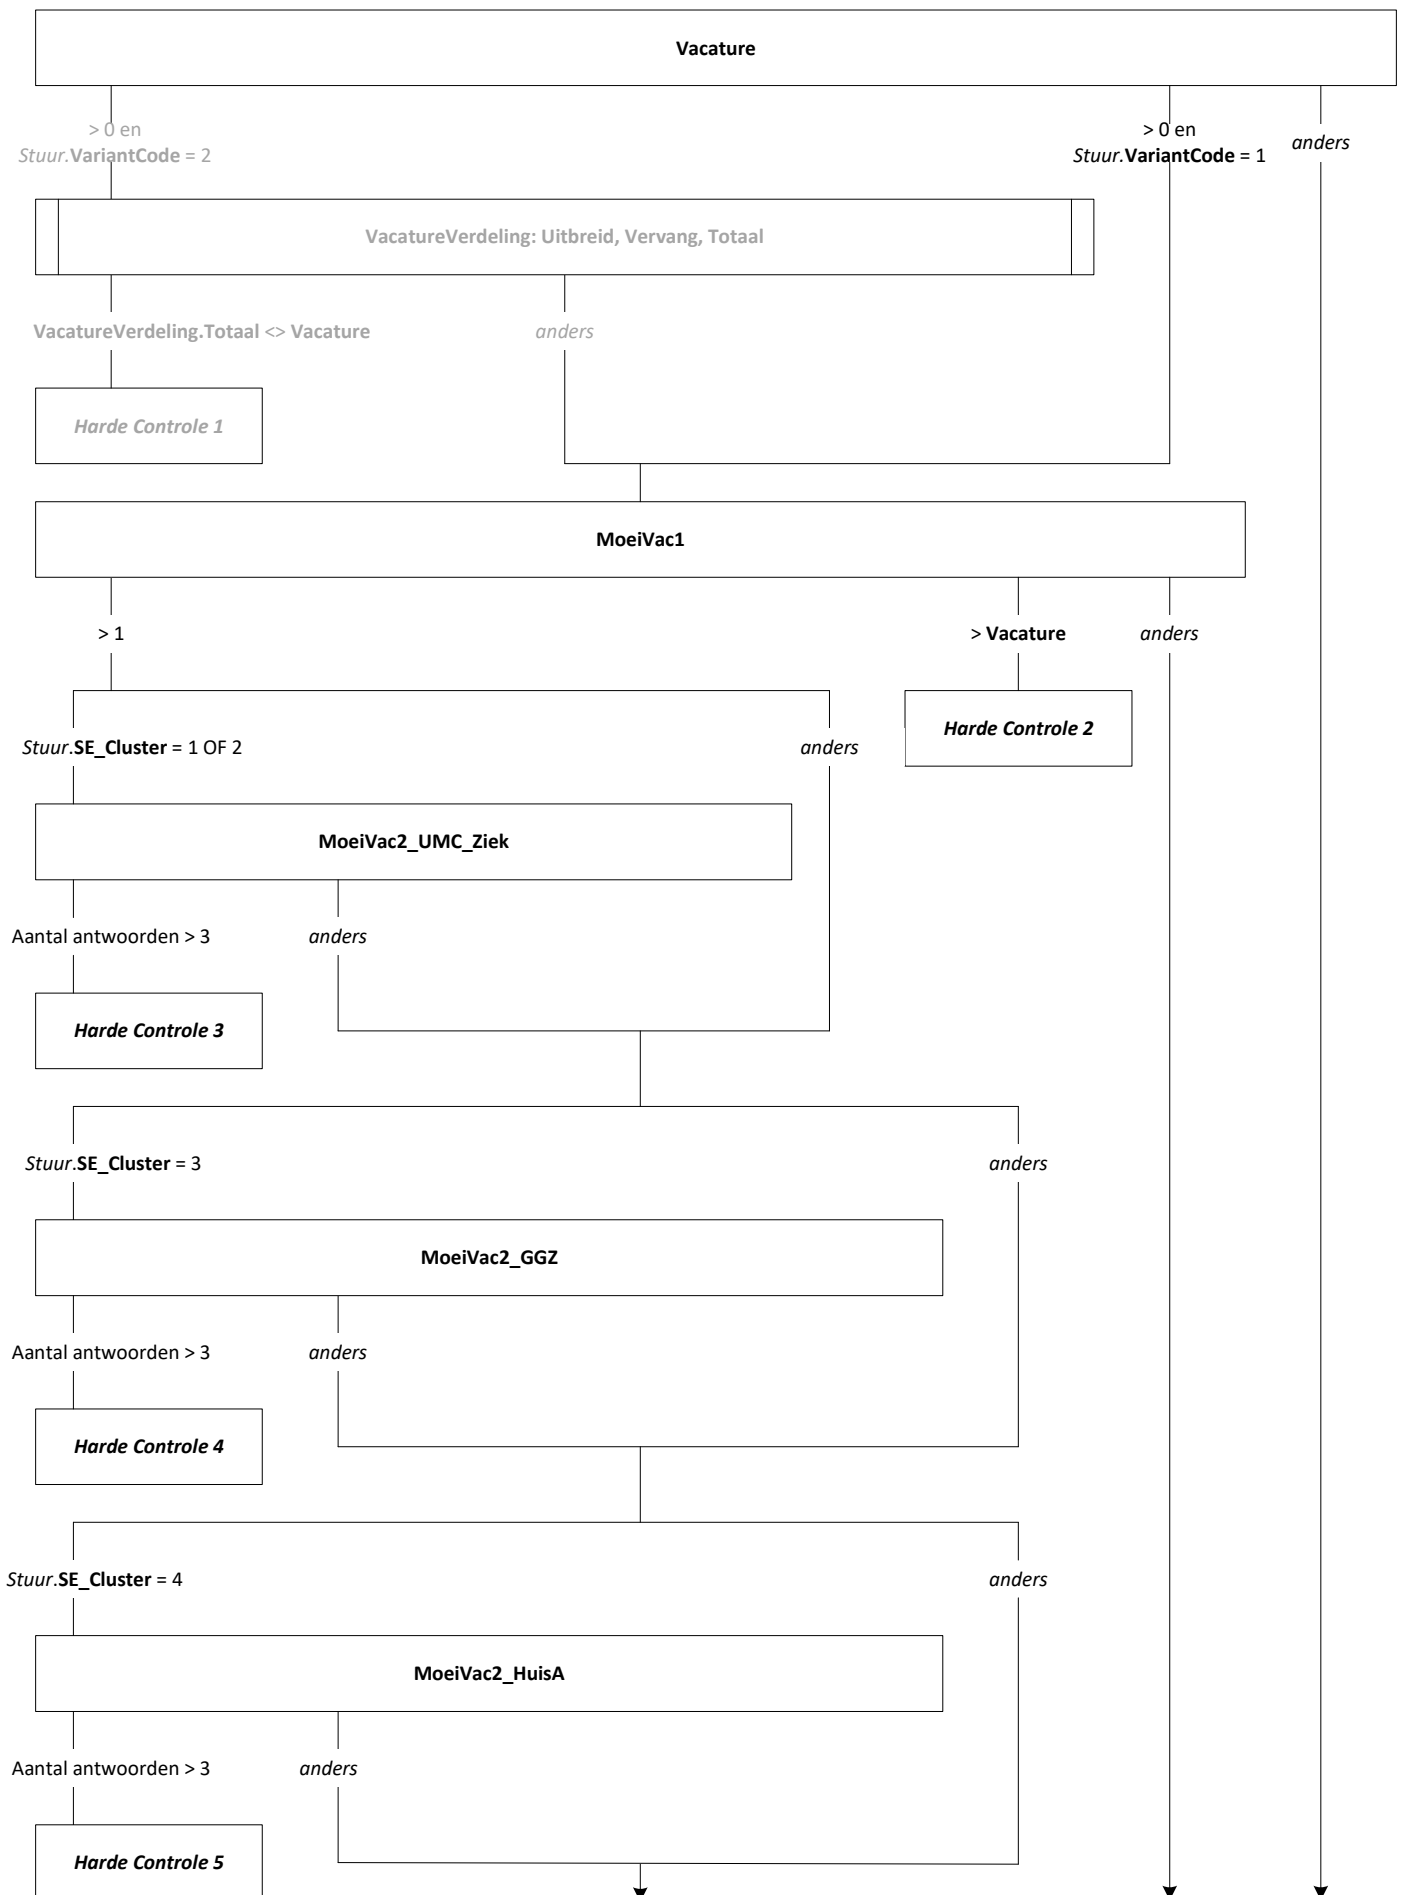 Vacature
> 0 en
Stuur.VariantCode = 2
> 0 en
Stuur.VariantCode = 1
anders
VacatureVerdeling: Uitbreid, Vervang, Totaal
VacatureVerdeling.Totaal <> Vacature
anders
Harde Controle 1
MoeiVac1
> 1
> Vacature
anders
Stuur.SE_Cluster = 1 OF 2
anders
Harde Controle 2
MoeiVac2_UMC_Ziek
Aantal antwoorden > 3
anders
Harde Controle 3
Stuur.SE_Cluster = 3
anders
MoeiVac2_GGZ
Aantal antwoorden > 3
anders
Harde Controle 4
Stuur.SE_Cluster = 4
anders
MoeiVac2_HuisA
Aantal antwoorden > 3
anders
Harde Controle 5